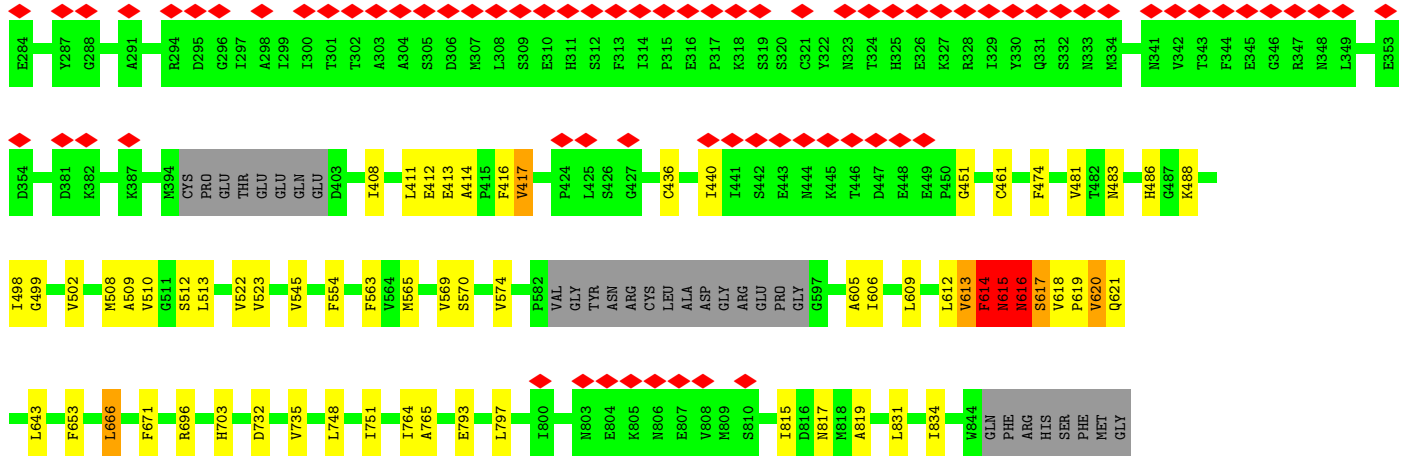 E284 Y287 G288 A291 R294 D295 G296 I297 A298 I299 I300 T301 T302 A303 A304 S305 D306 M307 L308 S309 E310 H311 S312 F313 I314 P315 E316 P317 K318 S319 S320 C321 Y322 N323 T324 H325 E326 K327 R328 I329 Y330 Q331 S332 N333 M334 N341 V342 T343 F344 E345 G346 R347 N348 L349 E353
D354 D381 K382 K387 M394 CYS PRO GLU THR GLU GLU GLN GLU D403 I408 L411 E412 E413 A414 P415 F416 V417 P424 L425 S426 G427 C436 I440 I441 S442 E443 N444 K445 T446 D447 E448 E449 P450 G451 C461 F474 V481 T482 N483 H486 G487 K488
I498 G499 V502 M508 A509 V510 G511 S512 L513 V522 V523 V545 F554 F563 V564 M565 V569 S570 V574 P582 VAL GLY TYR ASN ARG CYS LEU ALA ASP GLY ARG GLU PRO GLY G597 A605 I606 L609 L612 V613 F614 N615 N616 S617 V618 P619 V620 Q621
L643 F653 L666 F671 R696 H703 D732 V735 L748 I751 I764 A765 E793 L797 I800 N803 E804 K805 N806 E807 V808 M809 S810 I815 D816 N817 M818 A819 L831 I834 W844 GLN PHE ARG HIS SER PHE MET GLY